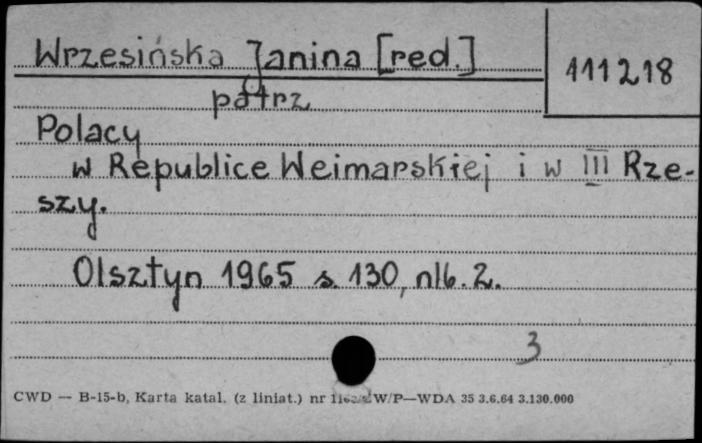 Wrzesińska Janina [red.]
111218
patrz
Polacy
w Republice Weimarskiej i w III Rze-
szy.
Olsztyn 1965 s. 130, nlb. 2.
3
CWD — B-15-b, Karta katal. (z liniat.) nr W/P—WDA 35 3.6.64 3.130.000